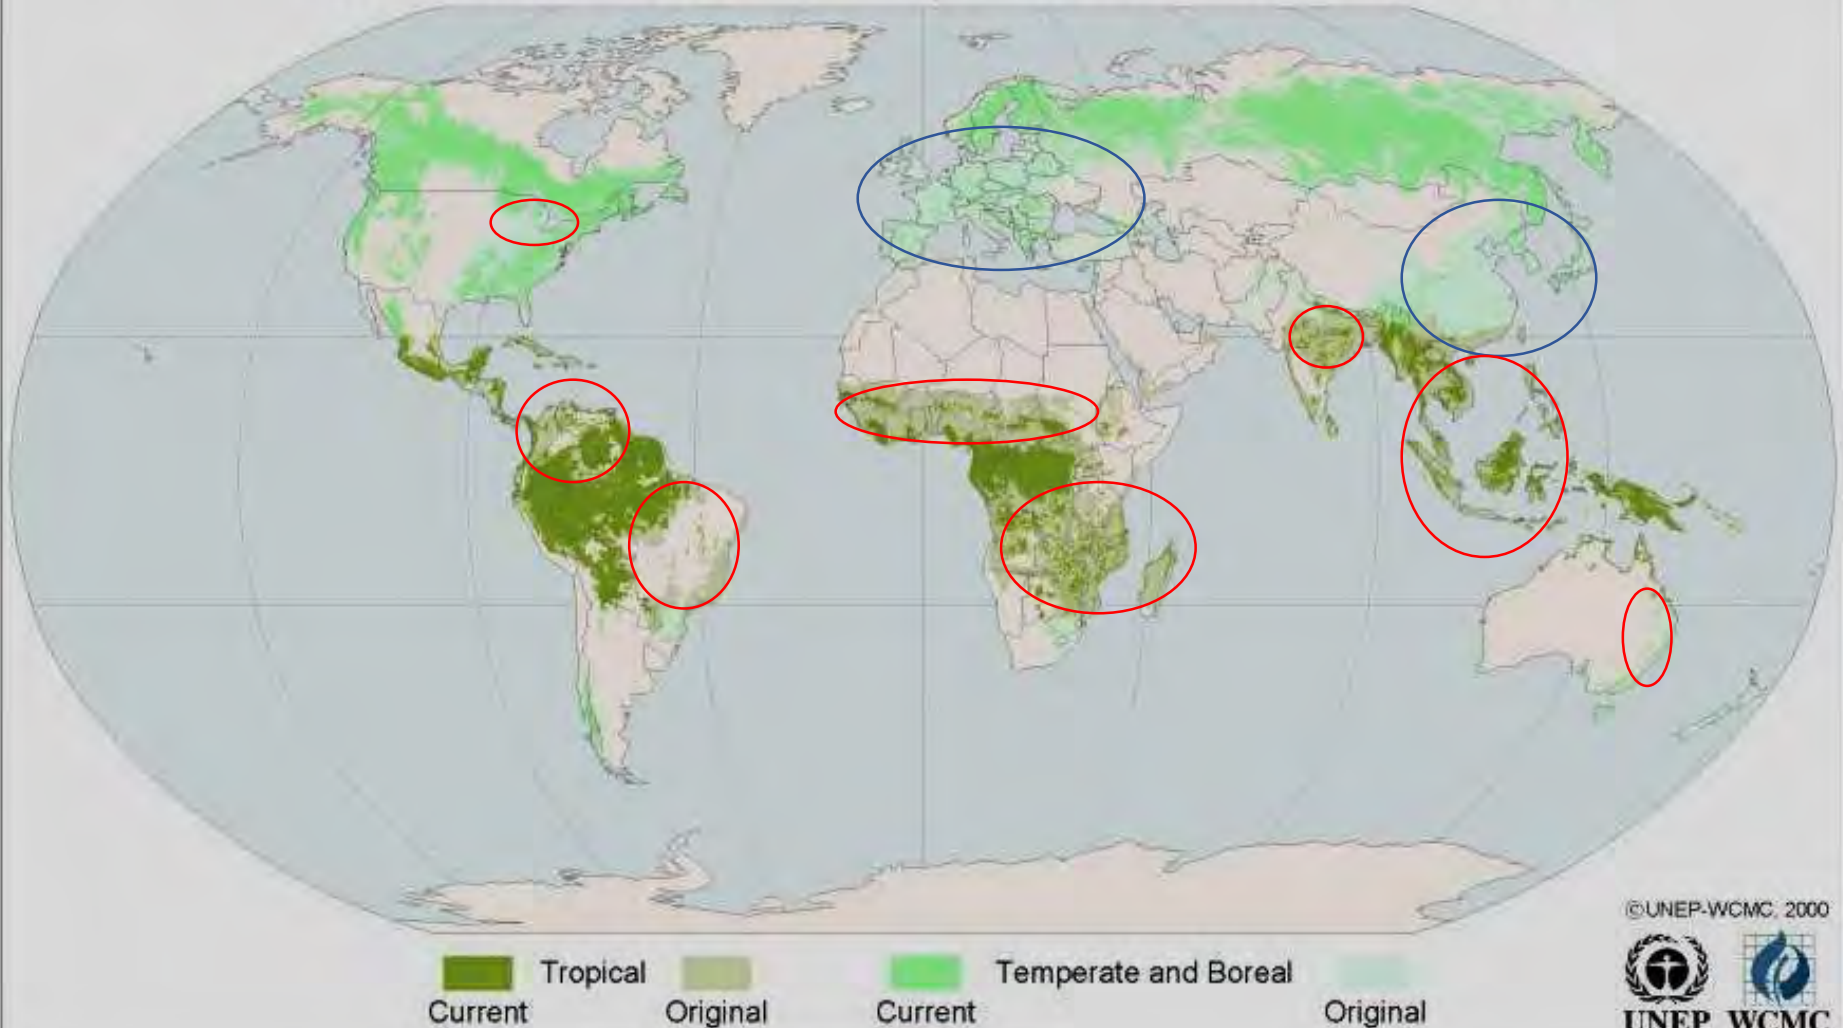 ©UNEP-WCMC, 2000
Tropical
Temperate and Boreal
Current
Original
Current
Original
UNEP WCMC